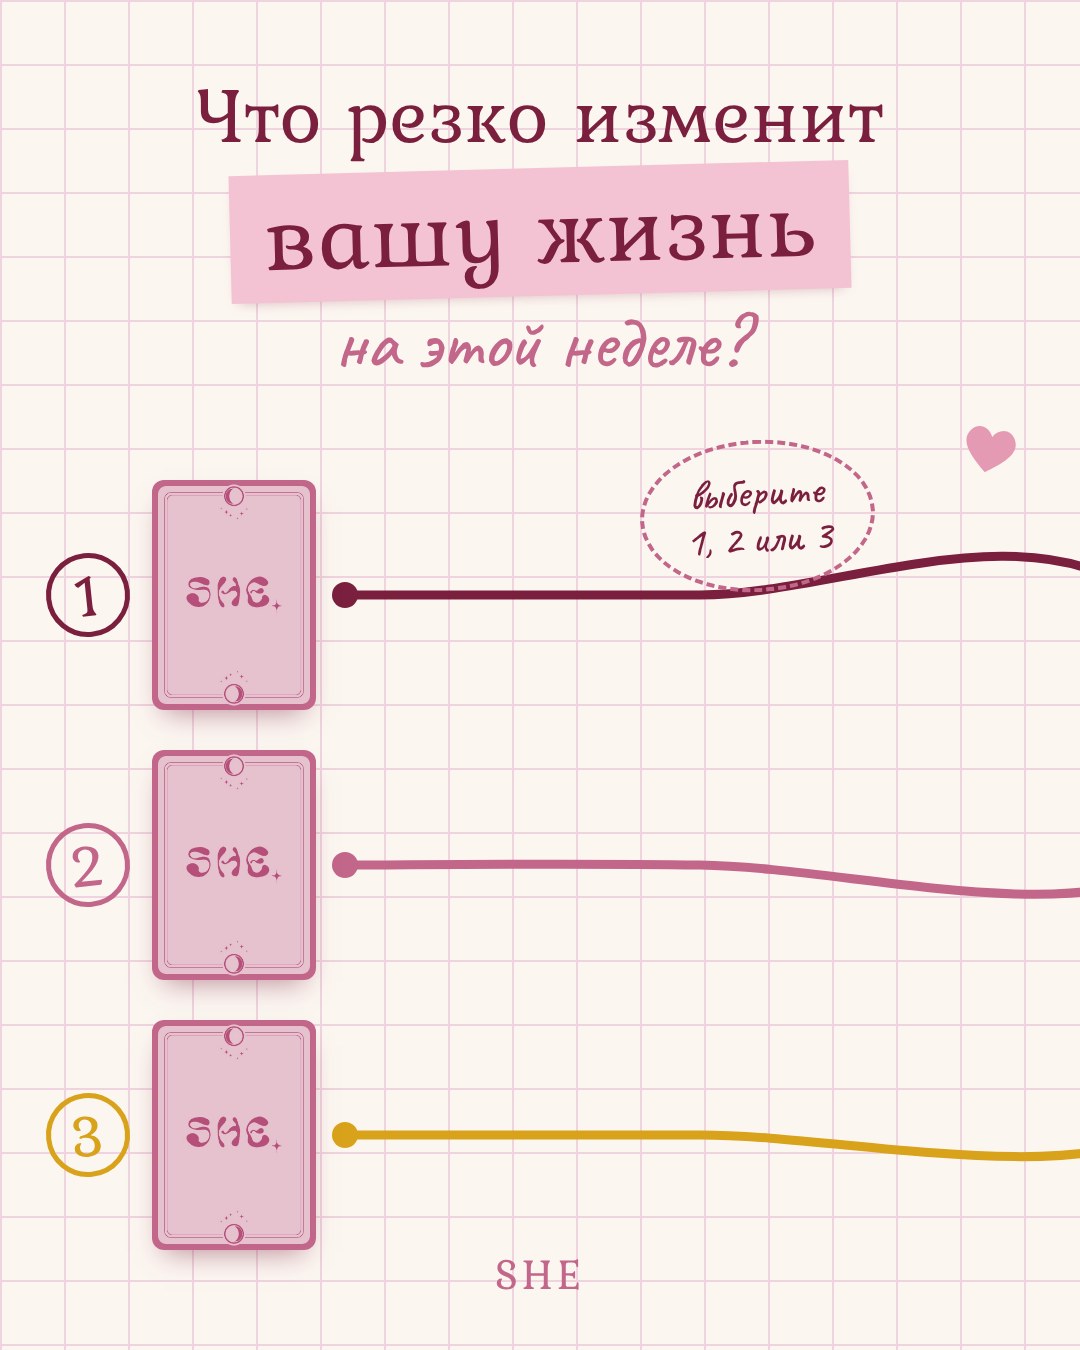 Что резко изменит
вашу жизнь
на этой неделе?
выберите
1, 2 или 3
1
SHE
2
SHE
3
SHE
SHE